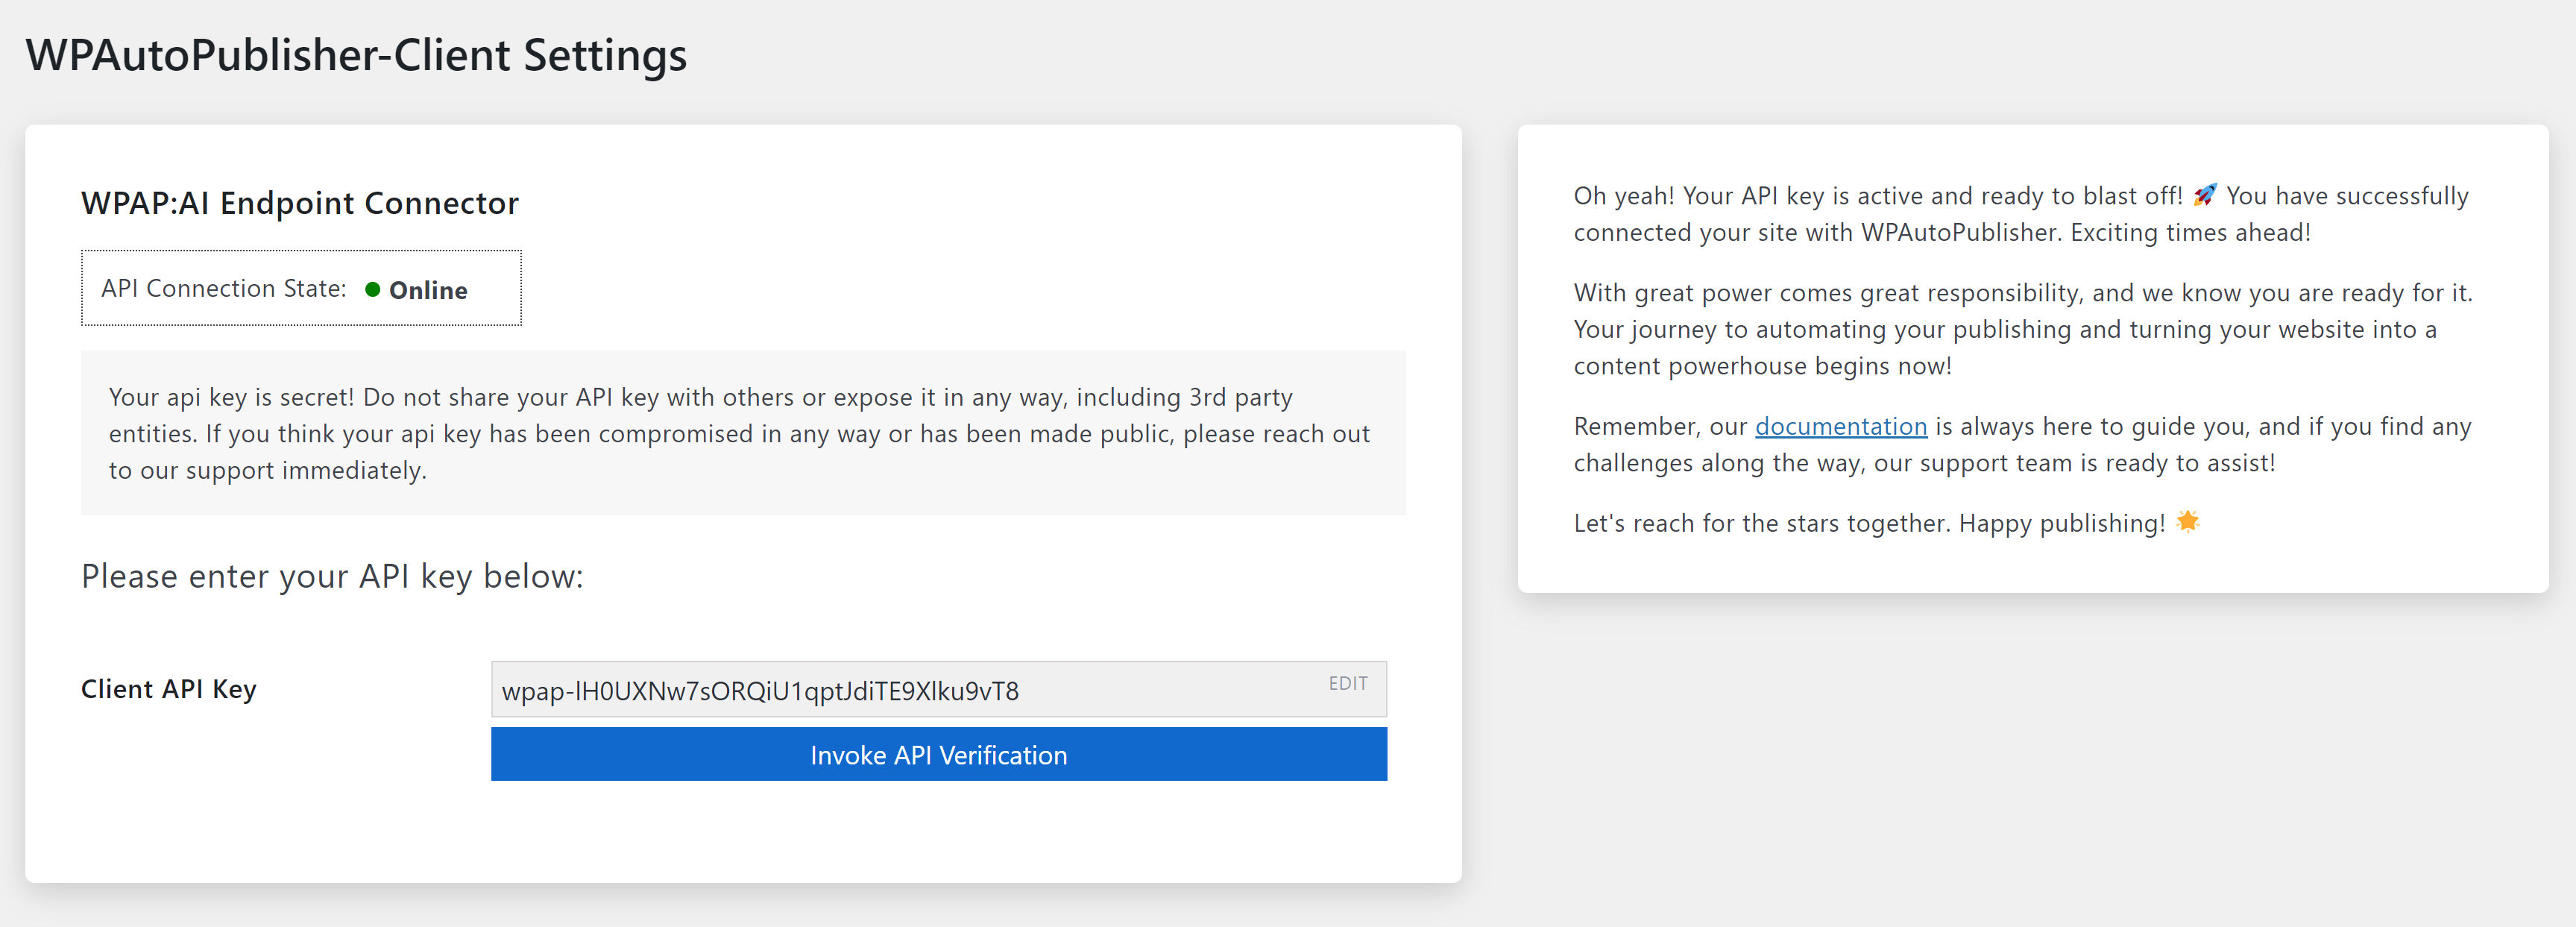 WPAutoPublisher-Client Settings
WPAP:AI Endpoint Connector
API Connection State: Online
Your api key is secret! Do not share your API key with others or expose it in any way, including 3rd party
entities. If you think your api key has been compromised in any way or has been made public, please reach out
to our support immediately.
Please enter your API key below:
Client API Key
wpap-lH0UXNw7sORQiU1qptJdiTE9Xlku9vT8
EDIT
Invoke API Verification
Oh yeah! Your API key is active and ready to blast off! 🚀 You have successfully
connected your site with WPAutoPublisher. Exciting times ahead!
With great power comes great responsibility, and we know you are ready for it.
Your journey to automating your publishing and turning your website into a
content powerhouse begins now!
Remember, our documentation is always here to guide you, and if you find any
challenges along the way, our support team is ready to assist!
Let's reach for the stars together. Happy publishing! 🌟